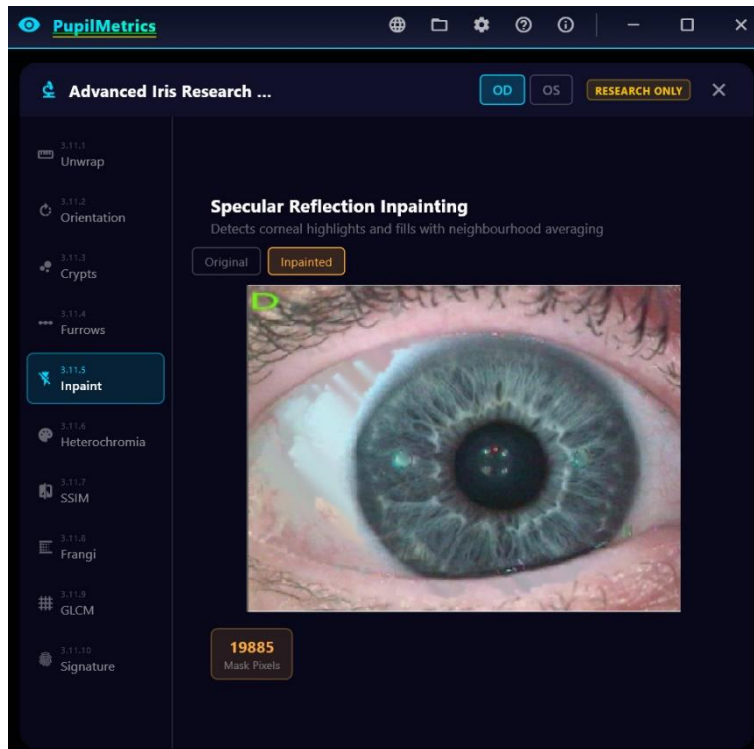 PupilMetrics
Advanced Iris Research ...
OD
OS
RESEARCH ONLY
3.11.1
Unwrap
3.11.2
Orientation
3.11.3
Crypts
3.11.4
Furrows
3.11.5
Inpaint
3.11.6
Heterochromia
3.11.7
SSIM
3.11.8
Frangi
3.11.9
GLCM
3.11.10
Signature
Specular Reflection Inpainting
Detects corneal highlights and fills with neighbourhood averaging
Original
Inpainted
D
19885
Mask Pixels